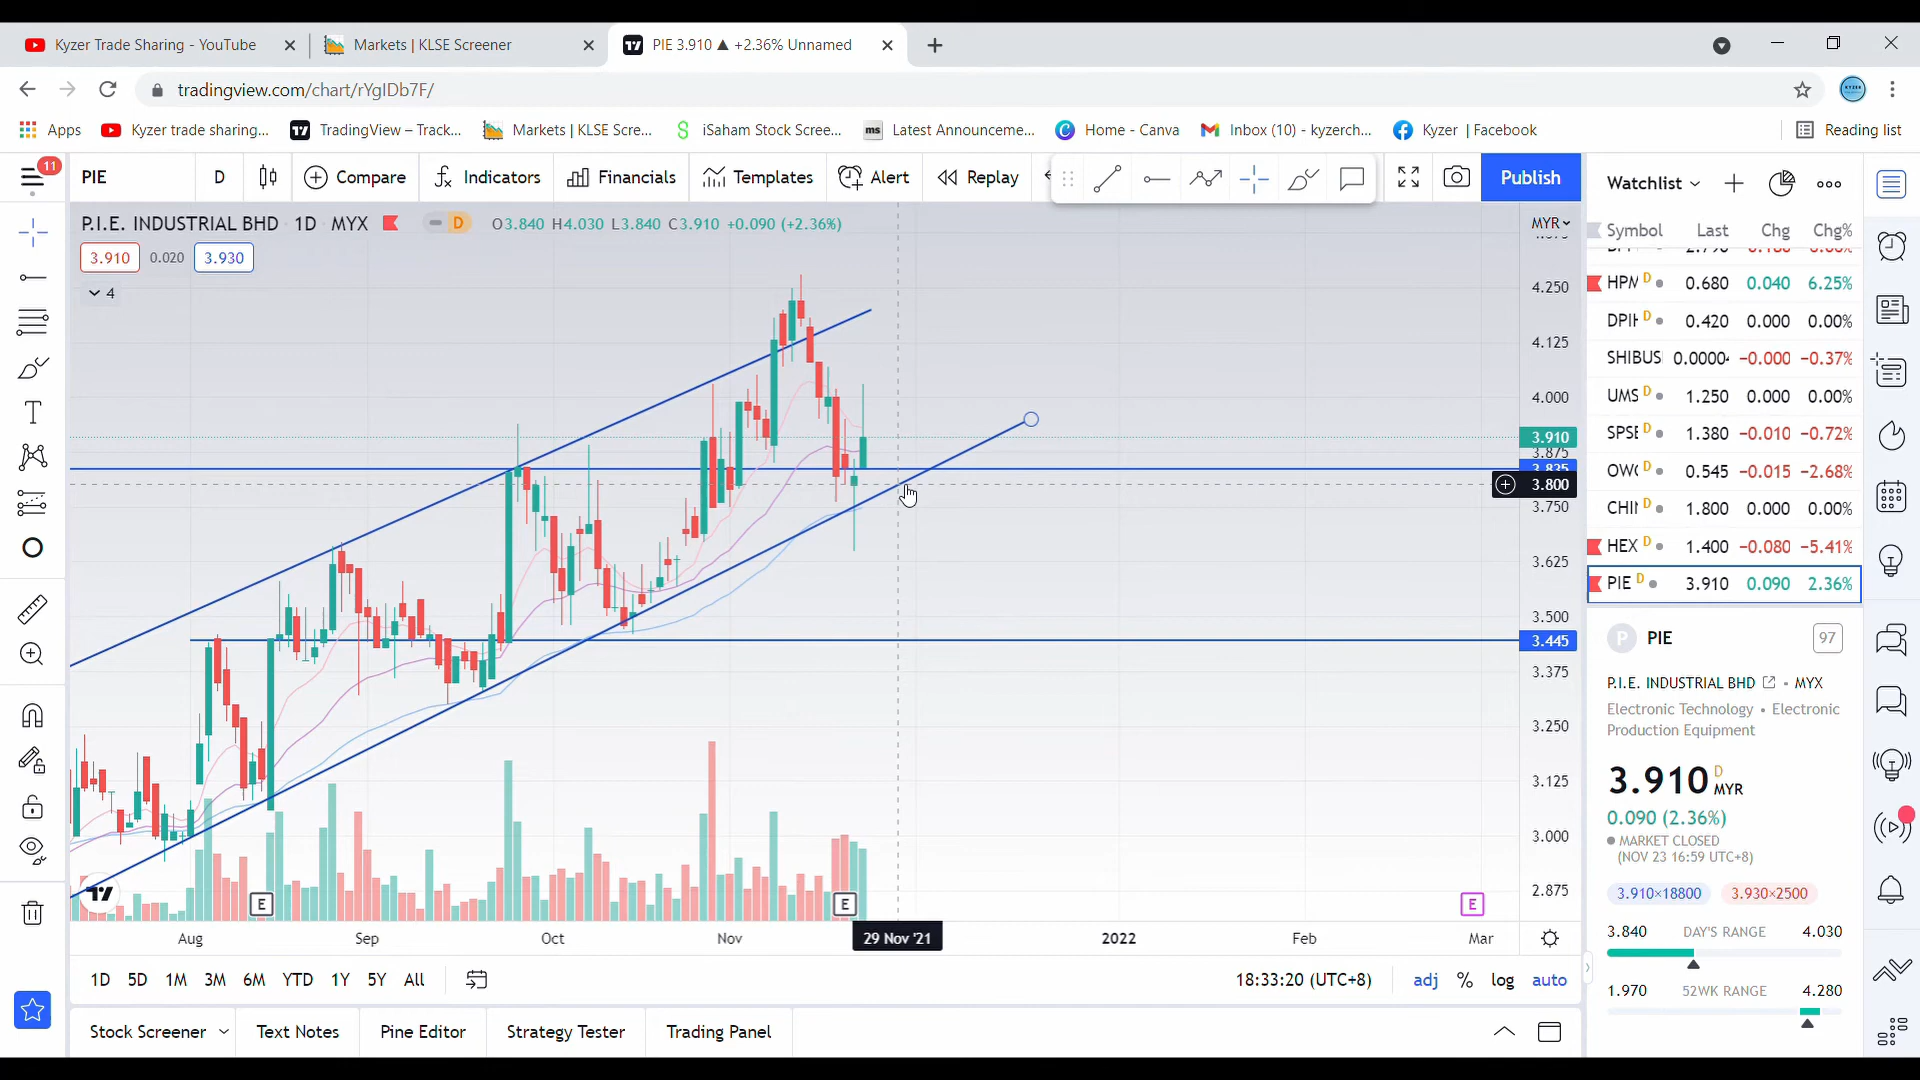 Kyzer Trade Sharing - YouTube
Markets | KLSE Screener
PIE 3.910 ▲ +2.36% Unnamed
tradingview.com/chart/rYgIDb7F/
Apps
Kyzer trade sharing...
TradingView – Track...
Markets | KLSE Scre...
iSaham Stock Scree...
ms Latest Announceme...
Home - Canva
Inbox (10) - kyzerch...
Kyzer | Facebook
Reading list
11
PIE
D
Compare
Indicators
Financials
Templates
Alert
Replay
Publish
Watchlist
P.I.E. INDUSTRIAL BHD 1D MYX
D
O3.840 H4.030 L3.840 C3.910 +0.090 (+2.36%)
MYR
3.910 0.020 3.930
4
4.250
4.125
4.000
3.910
3.875
3.835
3.800
3.750
3.625
3.500
3.445
3.375
3.250
3.125
3.000
2.875
E
E
E
Aug Sep Oct Nov 29 Nov '21 2022 Feb Mar
1D 5D 1M 3M 6M YTD 1Y 5Y All
18:33:20 (UTC+8)
adj % log auto
Stock Screener
Text Notes
Pine Editor
Strategy Tester
Trading Panel
Symbol Last Chg Chg%
HPM D 0.680 0.040 6.25%
DPIH D 0.420 0.000 0.00%
SHIBUS 0.00004 -0.000 -0.37%
UMS D 1.250 0.000 0.00%
SPSE D 1.380 -0.010 -0.72%
OWC D 0.545 -0.015 -2.68%
CHIN D 1.800 0.000 0.00%
HEX D 1.400 -0.080 -5.41%
PIE D 3.910 0.090 2.36%
P PIE 97
P.I.E. INDUSTRIAL BHD • MYX
Electronic Technology • Electronic
Production Equipment
3.910 D MYR
0.090 (2.36%)
MARKET CLOSED
(NOV 23 16:59 UTC+8)
3.910×18800 3.930×2500
3.840 DAY'S RANGE 4.030
1.970 52WK RANGE 4.280